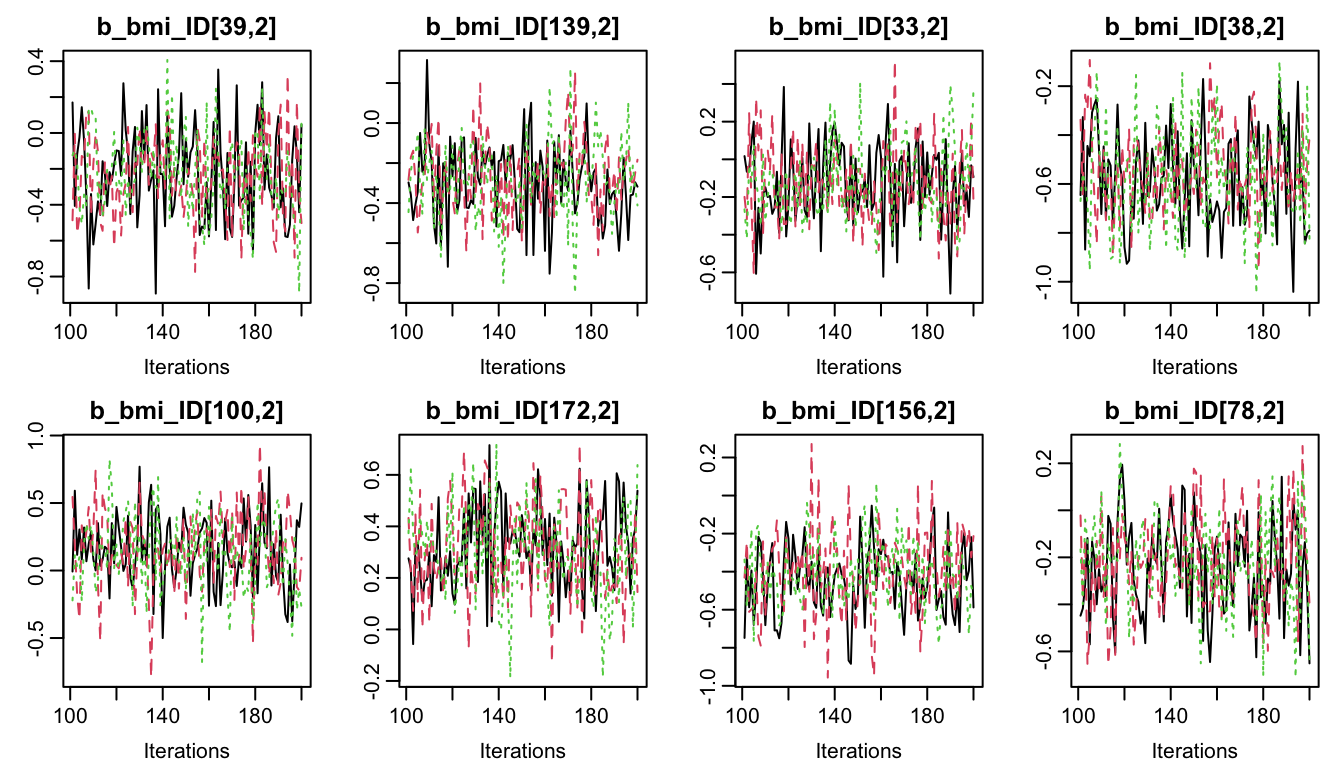 b_bmi_ID[39,2] b_bmi_ID[139,2] b_bmi_ID[33,2] b_bmi_ID[38,2]
0.4
0.0
-0.4
-0.8
100 140 180
Iterations
0.0
-0.4
-0.8
100 140 180
Iterations
0.2
-0.2
-0.6
100 140 180
Iterations
-0.2
-0.6
-1.0
100 140 180
Iterations
b_bmi_ID[100,2] b_bmi_ID[172,2] b_bmi_ID[156,2] b_bmi_ID[78,2]
1.0
0.5
0.0
-0.5
100 140 180
Iterations
0.6
0.4
0.2
0.0
-0.2
100 140 180
Iterations
0.2
-0.2
-0.6
-1.0
100 140 180
Iterations
0.2
-0.2
-0.6
100 140 180
Iterations